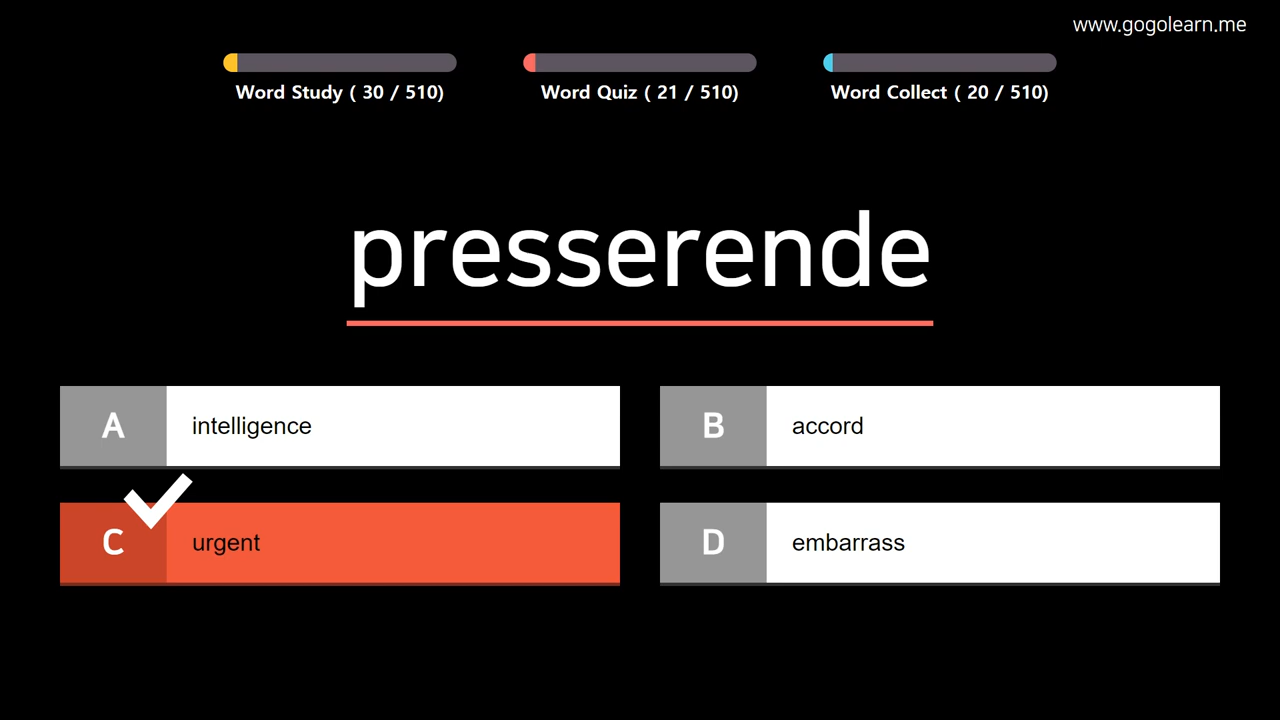 www.gogolearn.me
Word Study ( 30 / 510)
Word Quiz ( 21 / 510)
Word Collect ( 20 / 510)
presserende
A intelligence
B accord
C urgent
D embarrass